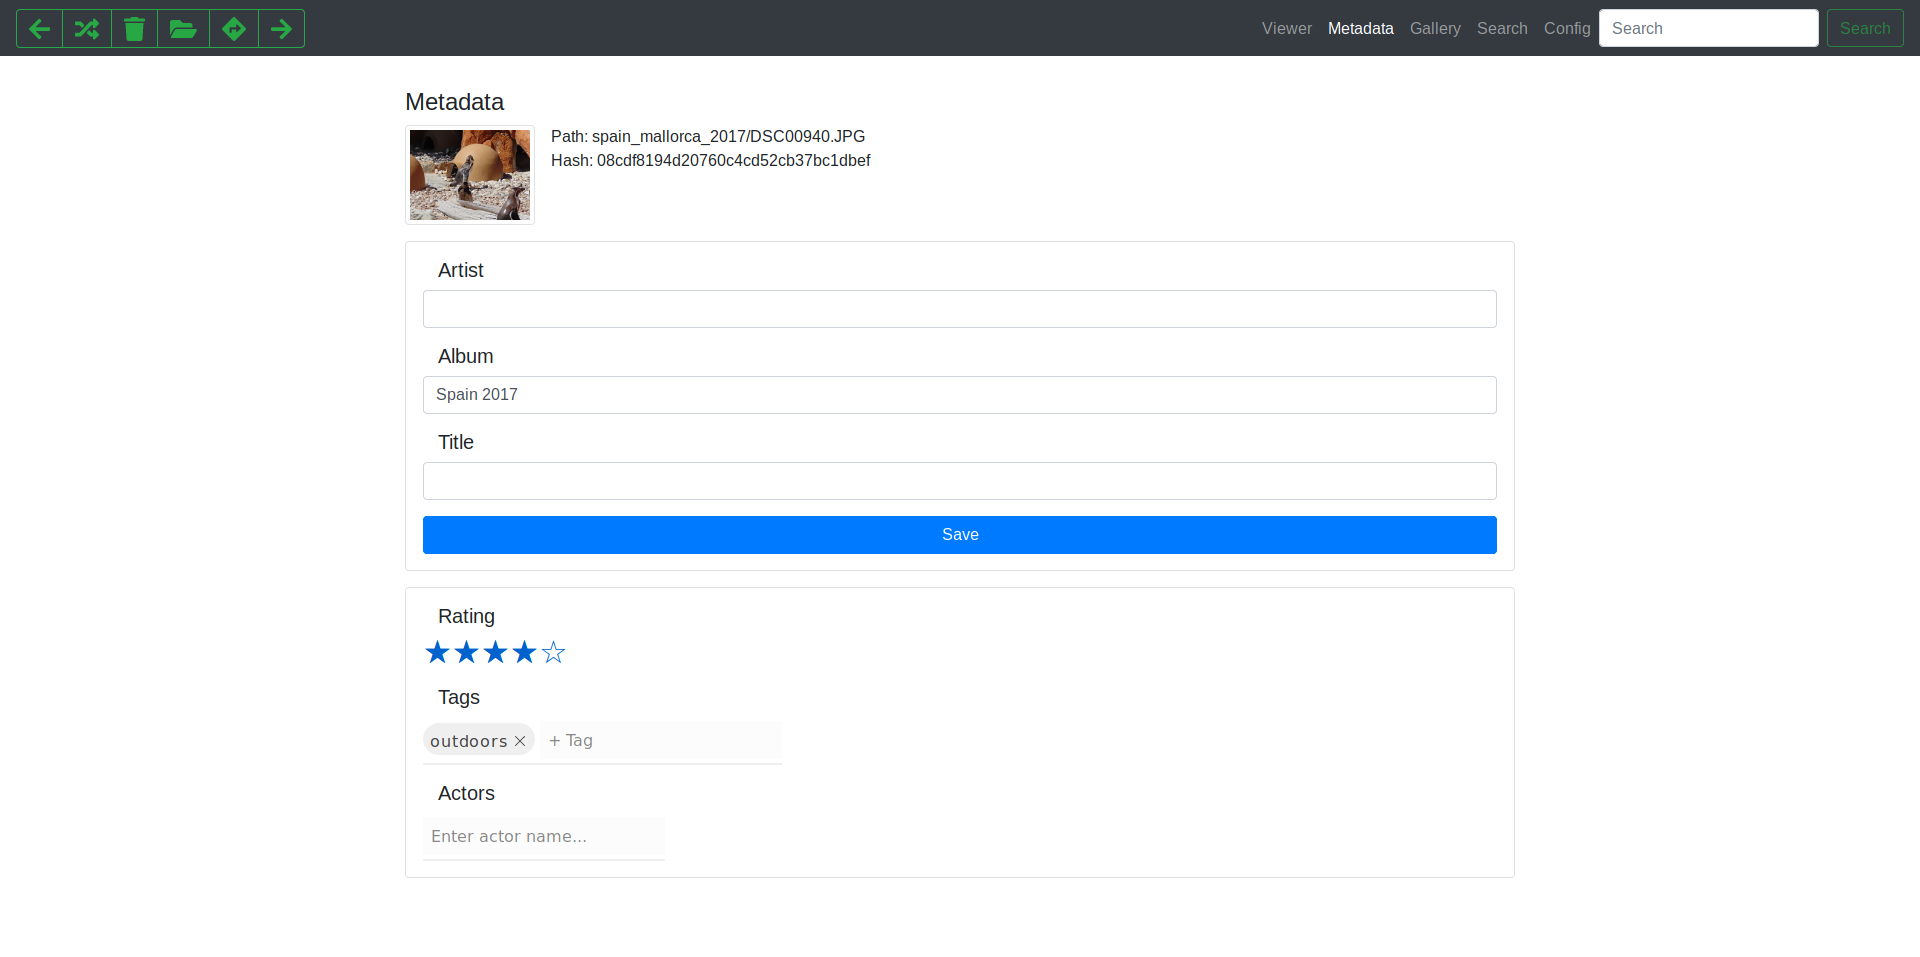 Viewer Metadata Gallery Search Config Search Search
Metadata
Path: spain_mallorca_2017/DSC00940.JPG
Hash: 08cdf8194d20760c4cd52cb37bc1dbef
Artist
Album
Spain 2017
Title
Save
Rating
Tags
outdoors + Tag
Actors
Enter actor name...